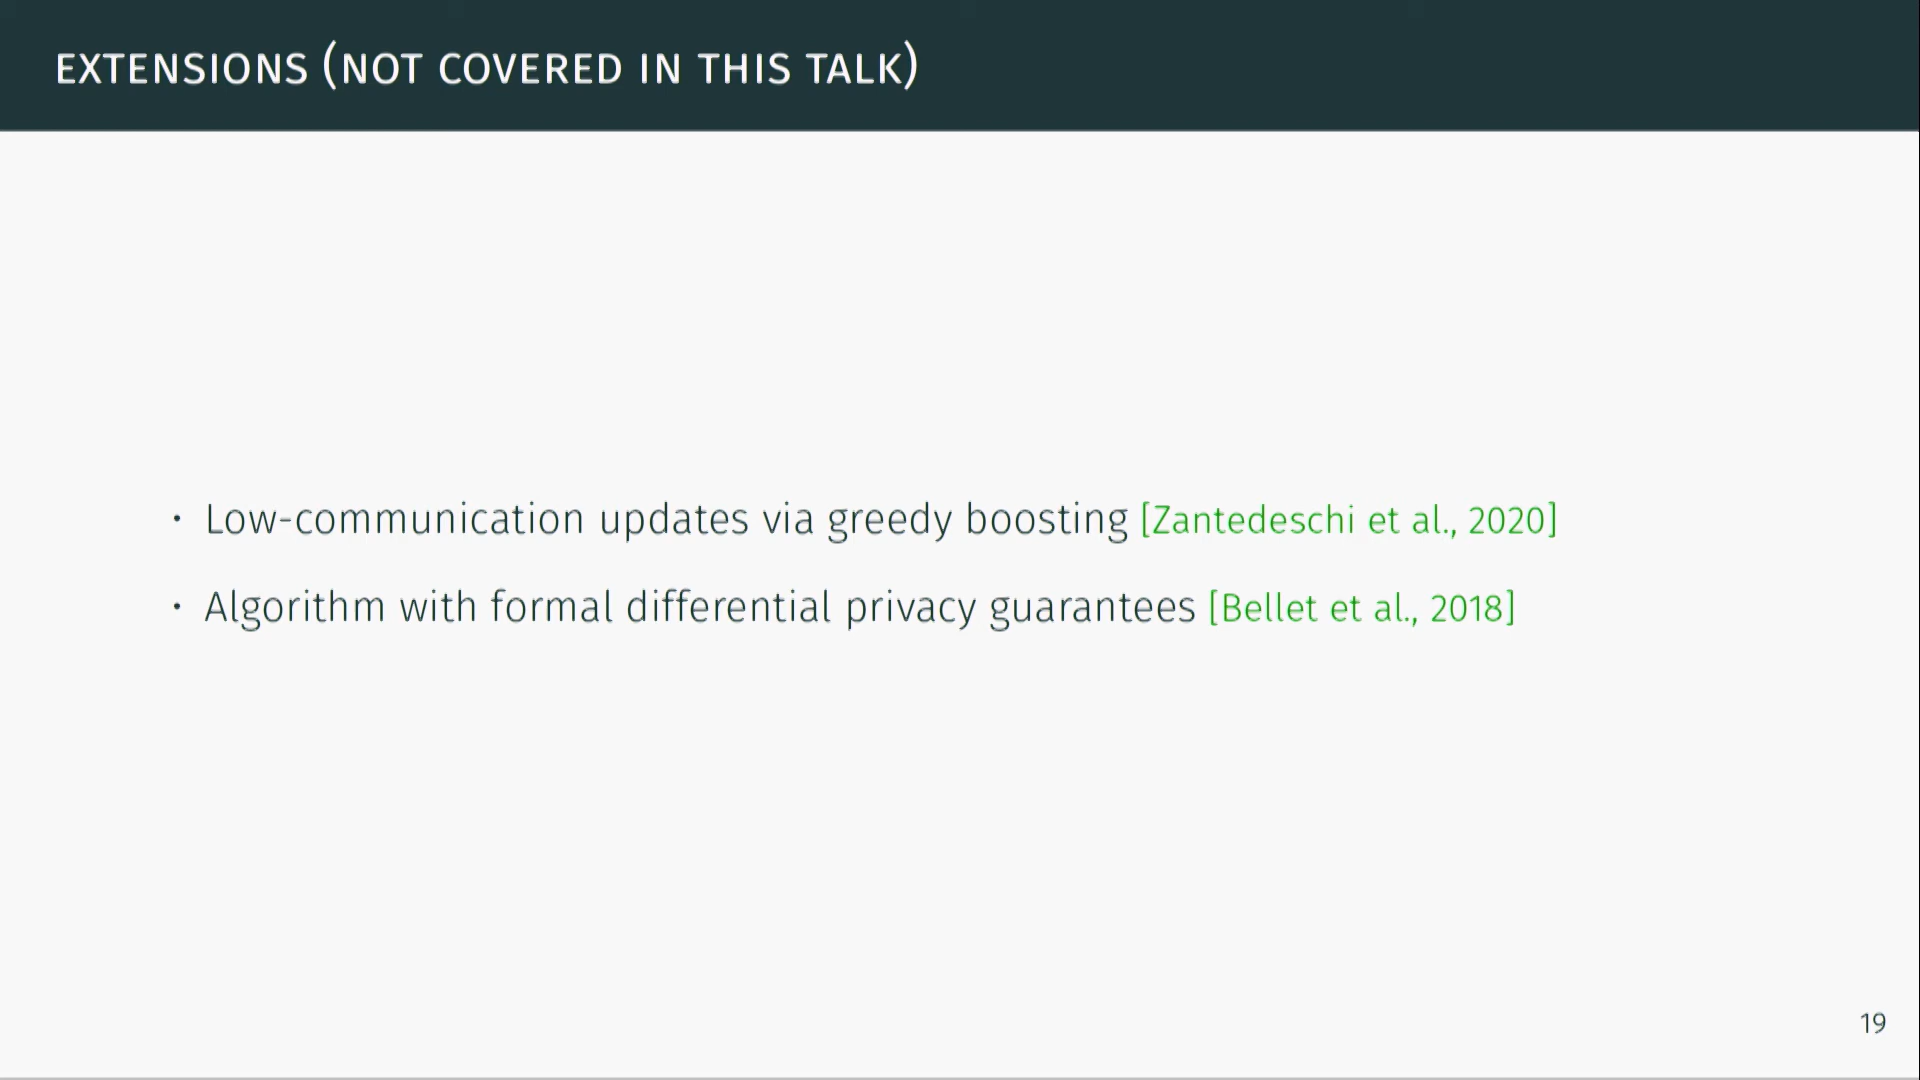 EXTENSIONS (NOT COVERED IN THIS TALK)
· Low-communication updates via greedy boosting [Zantedeschi et al., 2020]
· Algorithm with formal differential privacy guarantees [Bellet et al., 2018]
19